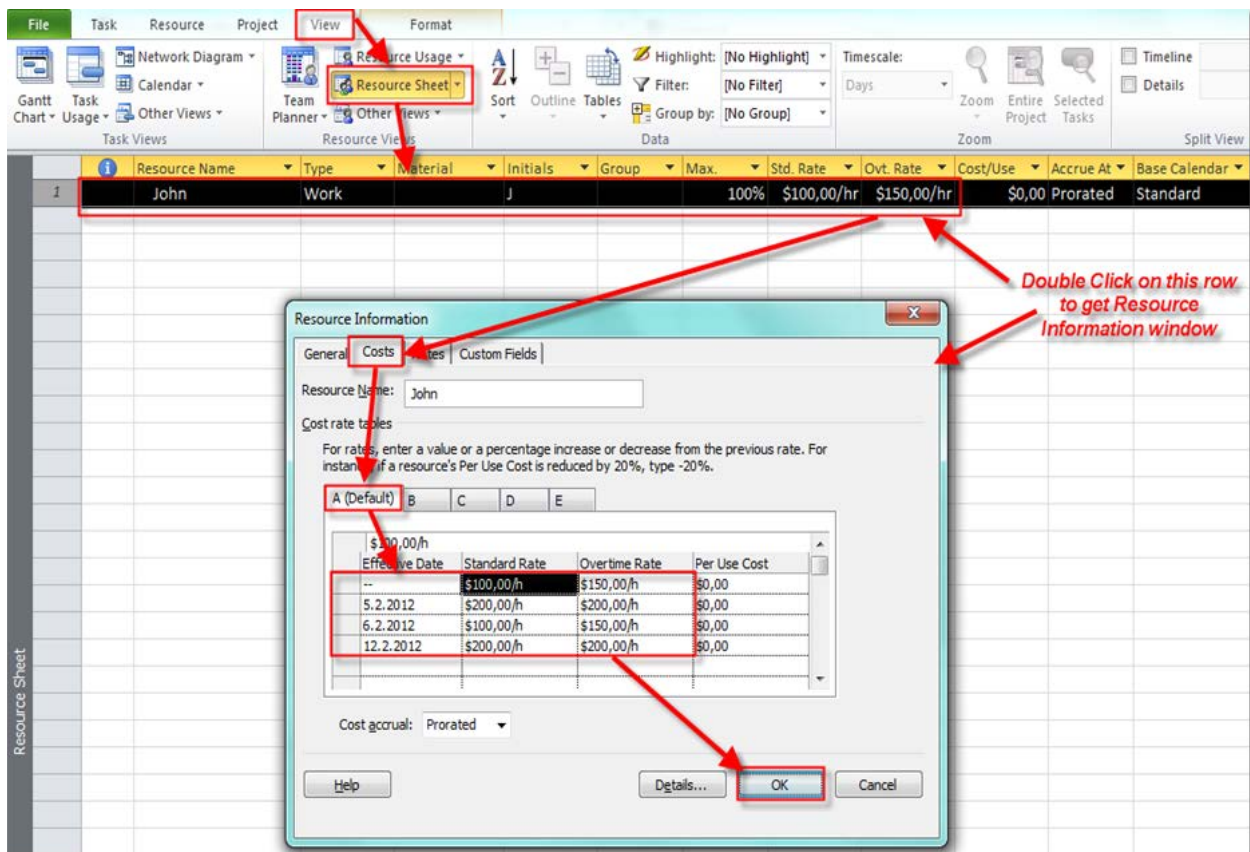 File Task Resource Project View Format
Network Diagram Resource Usage Highlight: [No Highlight] Timescale: Timeline
Calendar Resource Sheet Filter: [No Filter] Days Details
Gantt Chart Task Usage Other Views Team Planner Other Views Sort Outline Tables Group by: [No Group] Zoom Entire Project Selected Tasks
Task Views Resource Views Data Zoom Split View
Resource Name Type Material Initials Group Max. Std. Rate Ovt. Rate Cost/Use Accrue At Base Calendar
1 John Work J 100% $100,00/hr $150,00/hr $0,00 Prorated Standard
Double Click on this row
to get Resource
Information window
Resource Information
General Costs Notes Custom Fields
Resource Name: John
Cost rate tables
For rates, enter a value or a percentage increase or decrease from the previous rate. For
instance, if a resource's Per Use Cost is reduced by 20%, type -20%.
A (Default) B C D E
$100,00/h
Effective Date Standard Rate Overtime Rate Per Use Cost
-- $100,00/h $150,00/h $0,00
5.2.2012 $200,00/h $200,00/h $0,00
6.2.2012 $100,00/h $150,00/h $0,00
12.2.2012 $200,00/h $200,00/h $0,00
Cost accrual: Prorated
Help Details... OK Cancel
Resource Sheet